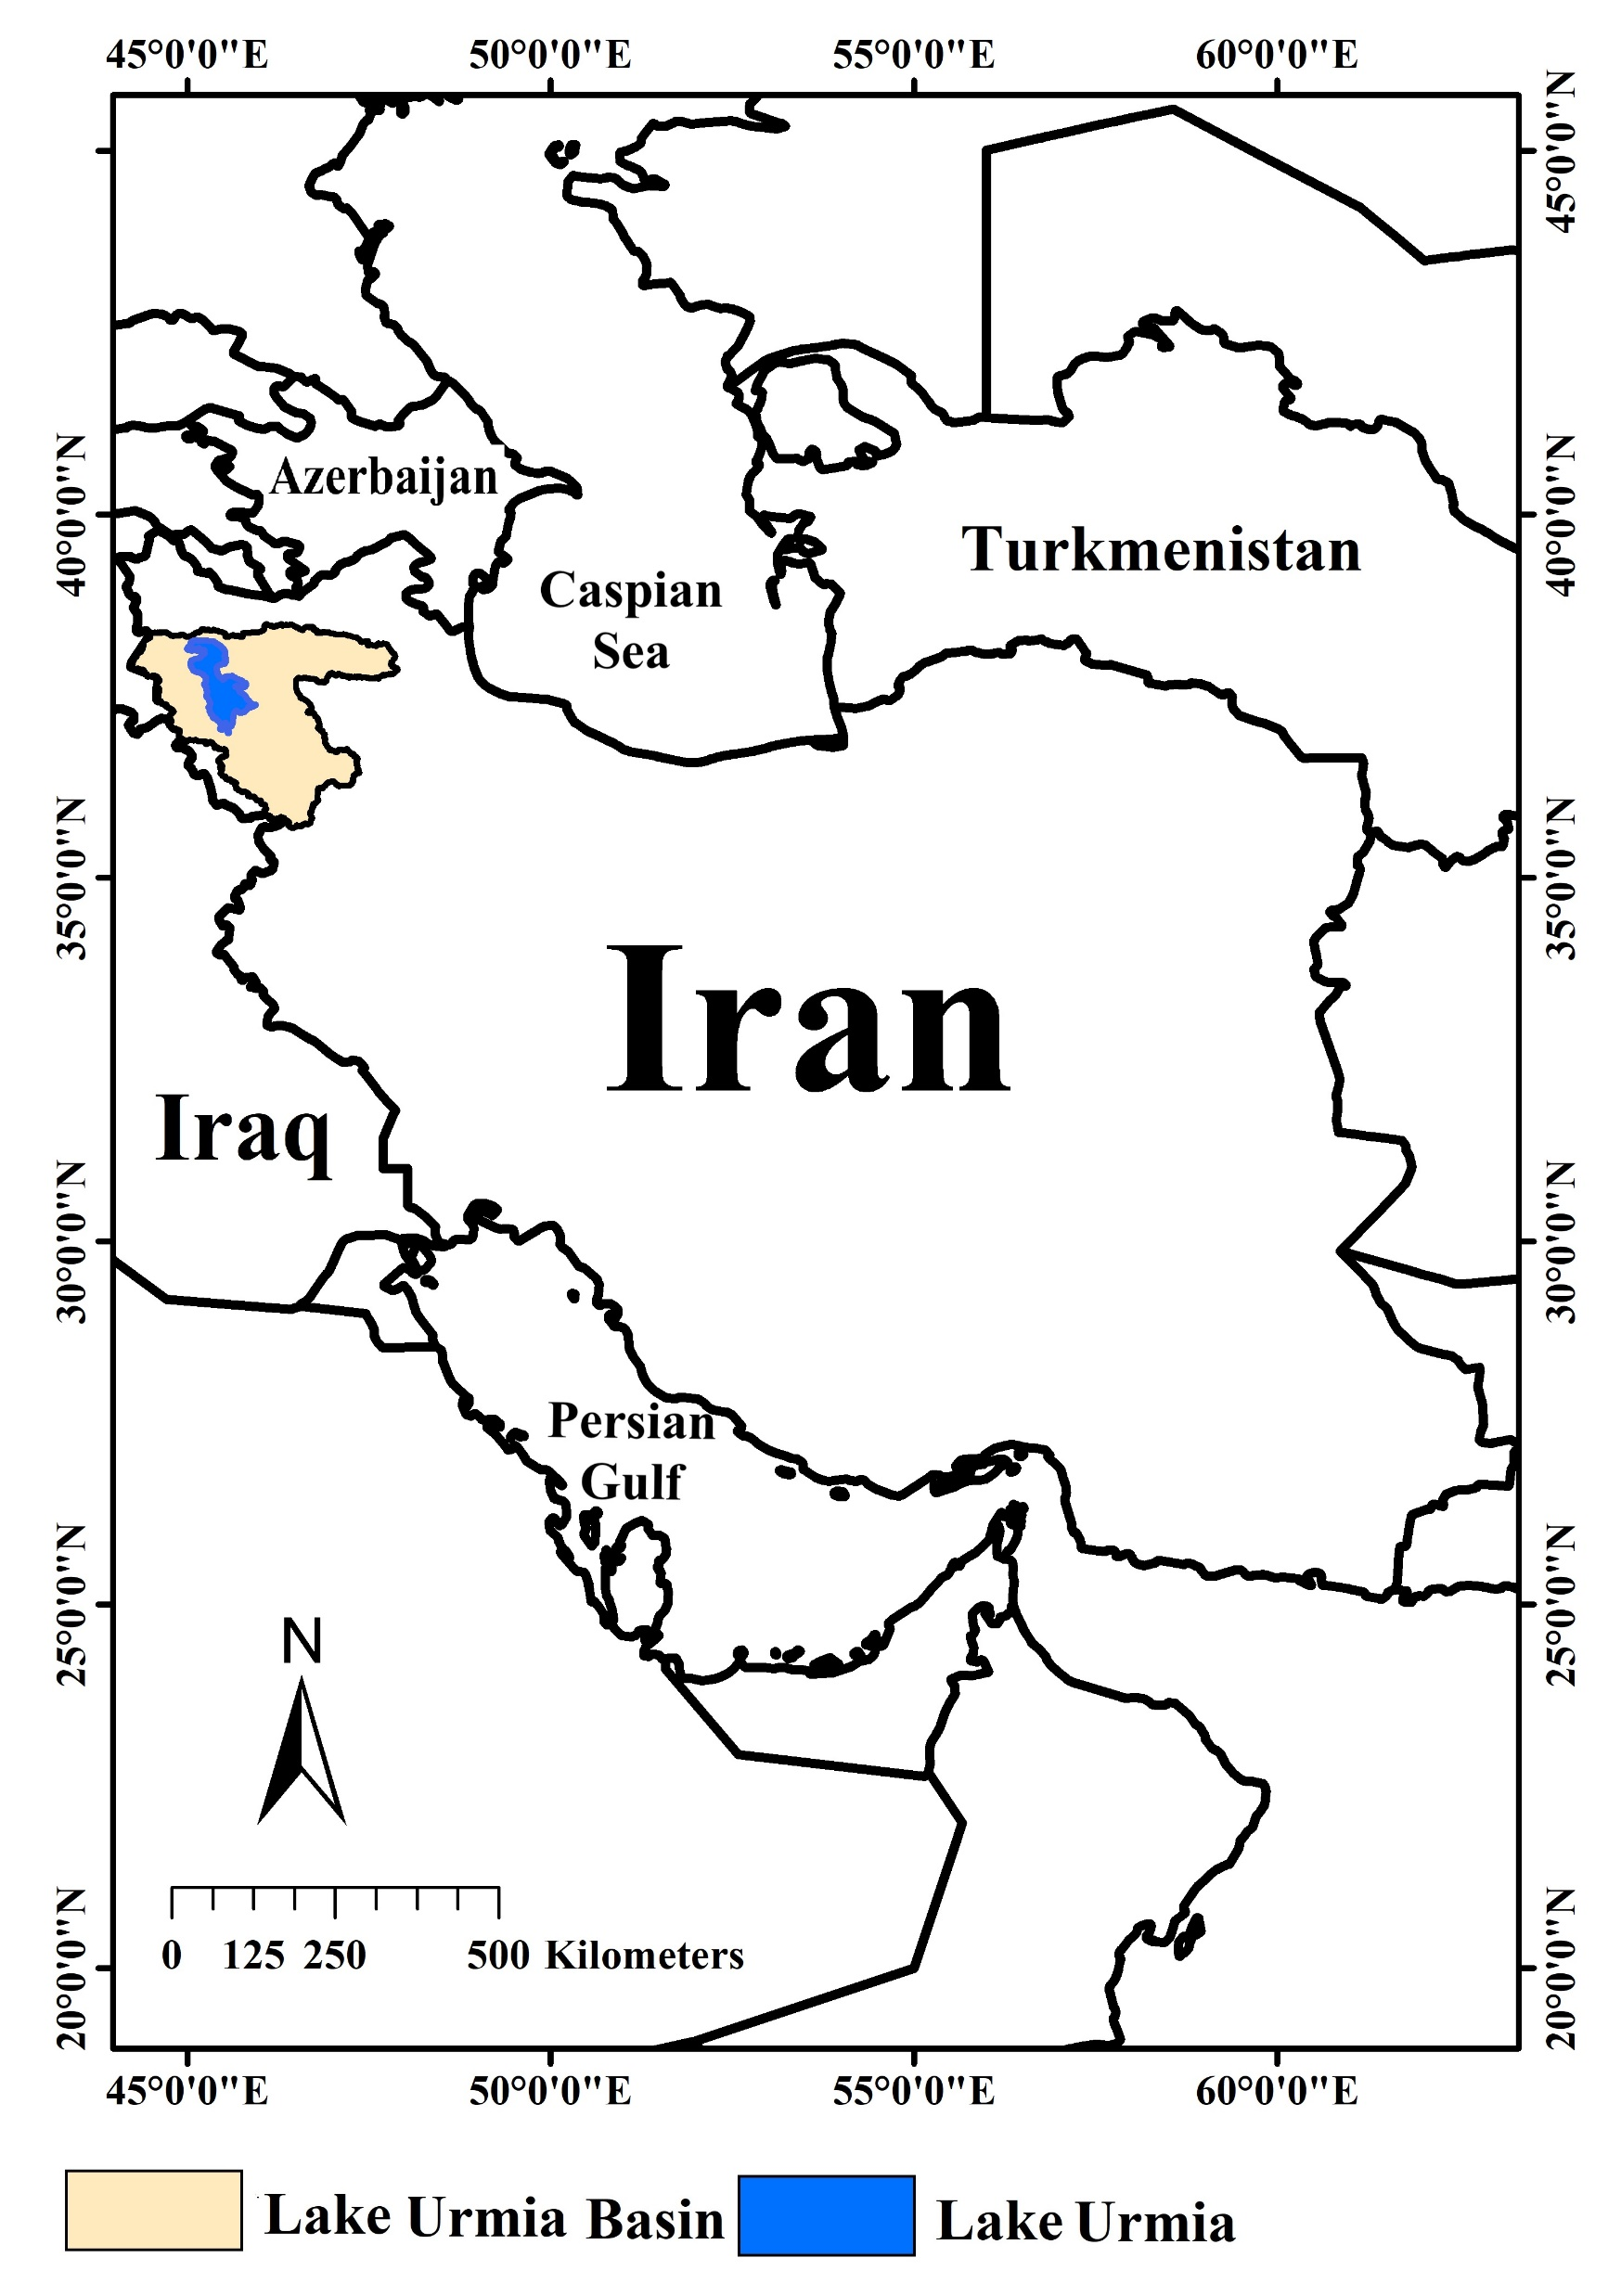 45°0'0"E 50°0'0"E 55°0'0"E 60°0'0"E
45°0'0"N
Azerbaijan
40°0'0"N 40°0'0"N
Turkmenistan
Caspian
Sea
35°0'0"N 35°0'0"N
Iran
Iraq
30°0'0"N 30°0'0"N
Persian
Gulf
25°0'0"N 25°0'0"N
N
0 125 250 500 Kilometers
20°0'0"N 20°0'0"N
45°0'0"E 50°0'0"E 55°0'0"E 60°0'0"E
Lake Urmia Basin Lake Urmia